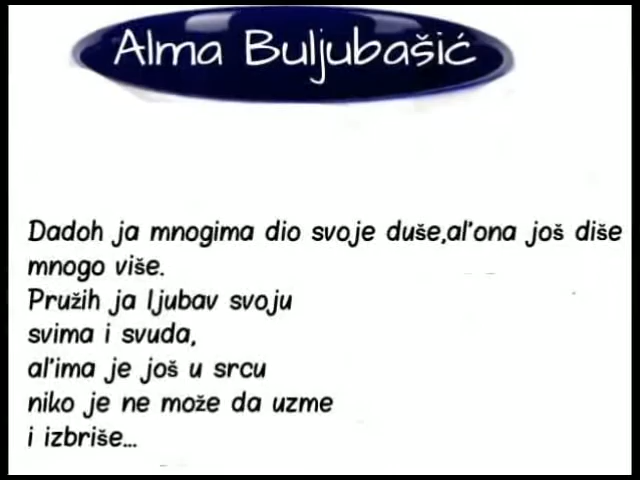 Alma Buljubašić
Dadoh ja mnogima dio svoje duše,al'ona još diše
mnogo više.
Pružih ja ljubav svoju
svima i svuda,
al'ima je još u srcu
niko je ne može da uzme
i izbriše...